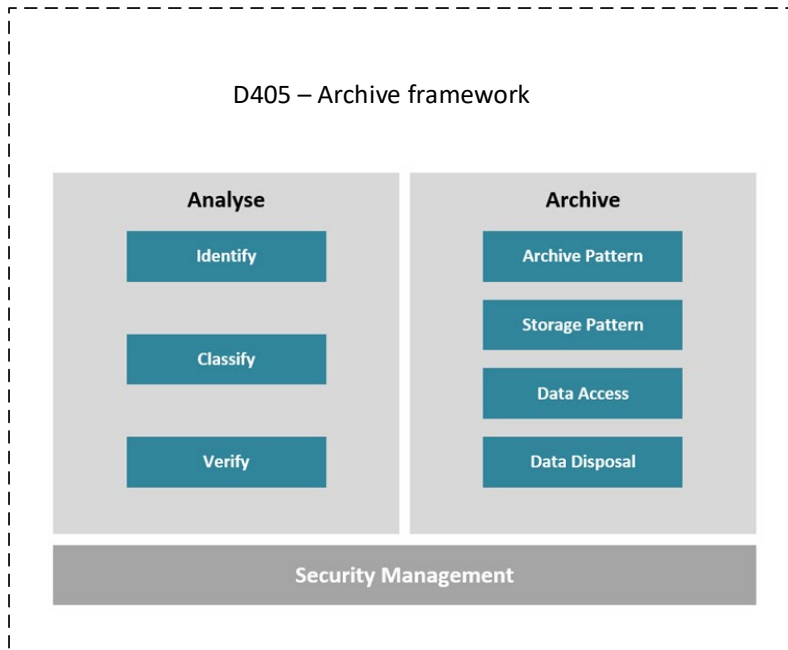 D405 – Archive framework
Analyse
Identify
Classify
Verify
Archive
Archive Pattern
Storage Pattern
Data Access
Data Disposal
Security Management